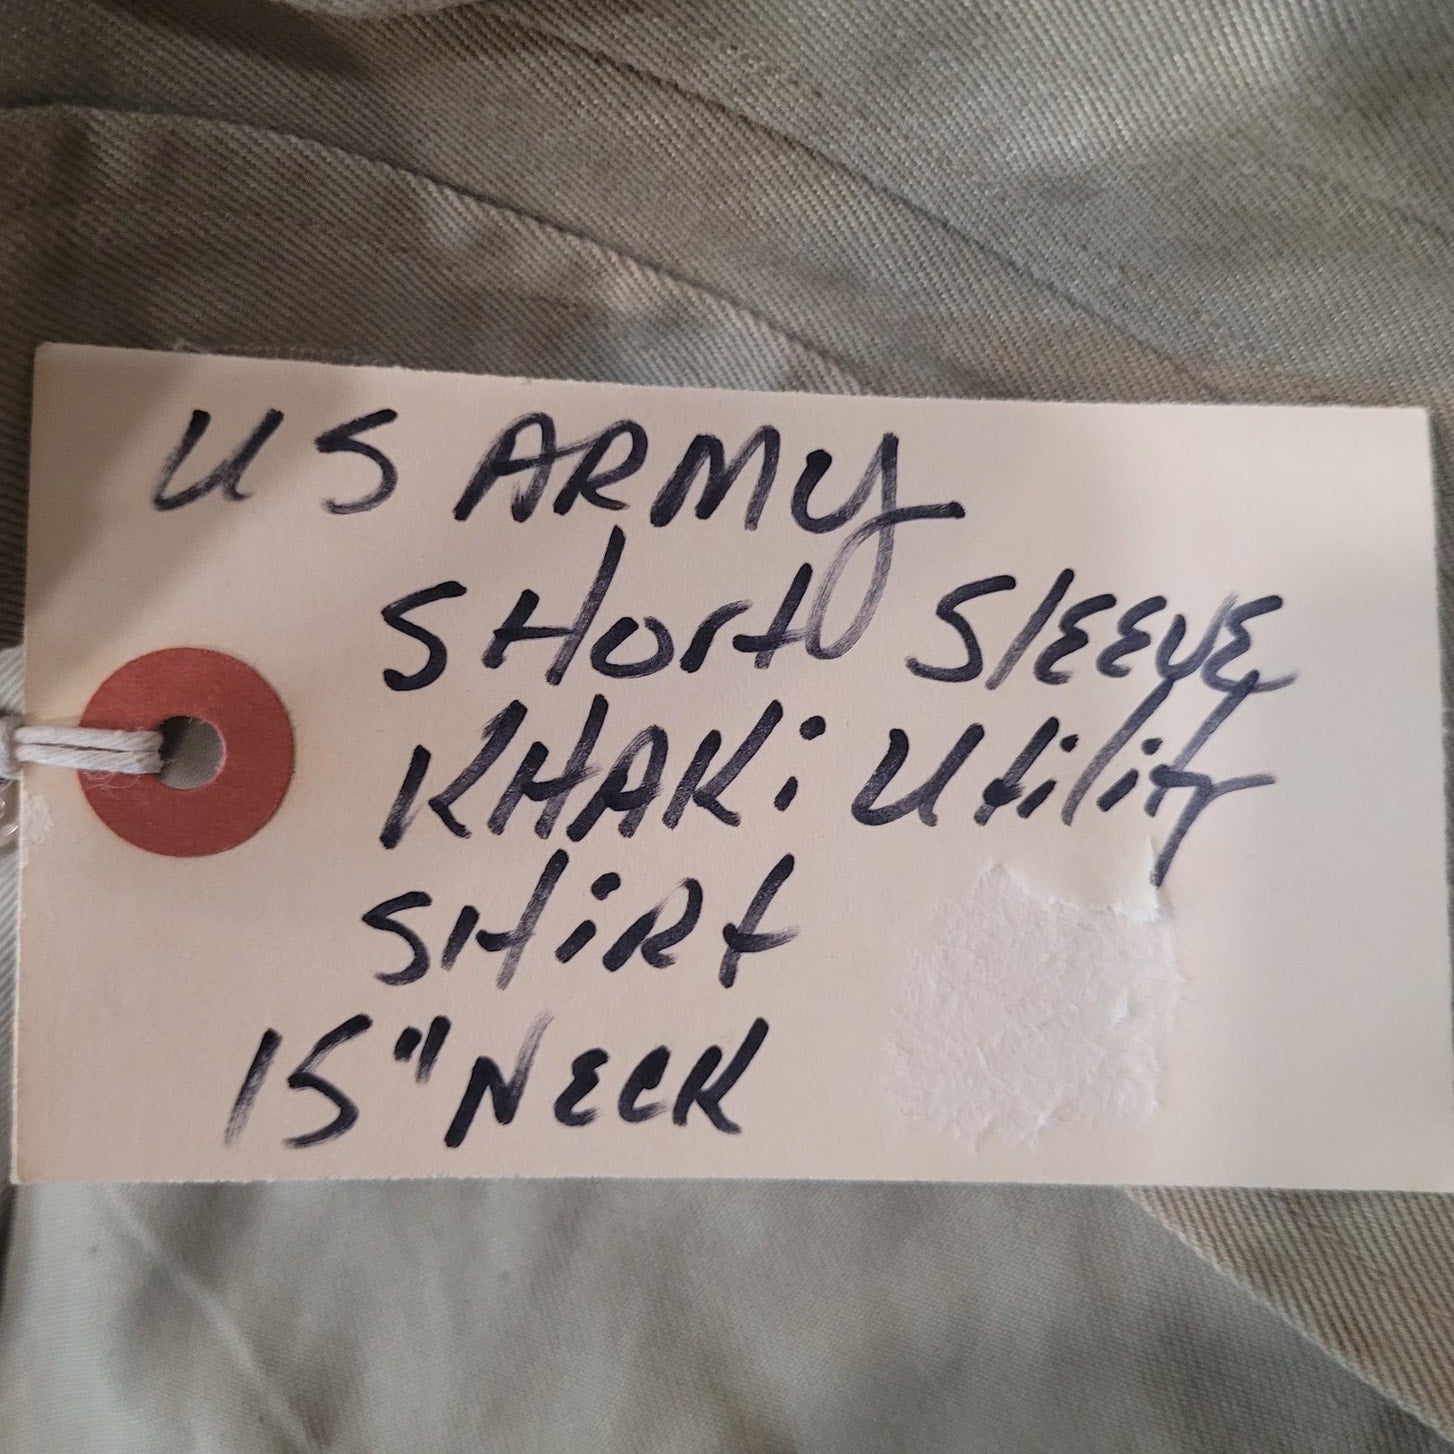 US ARMY
SHort SlEEVE
KHAKi Utility
SHiRt
15" NECK